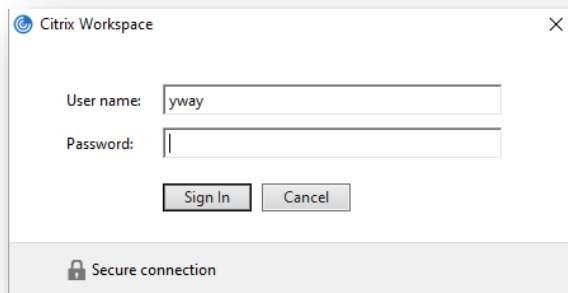 Citrix Workspace
User name: yway
Password:
Sign In Cancel
Secure connection